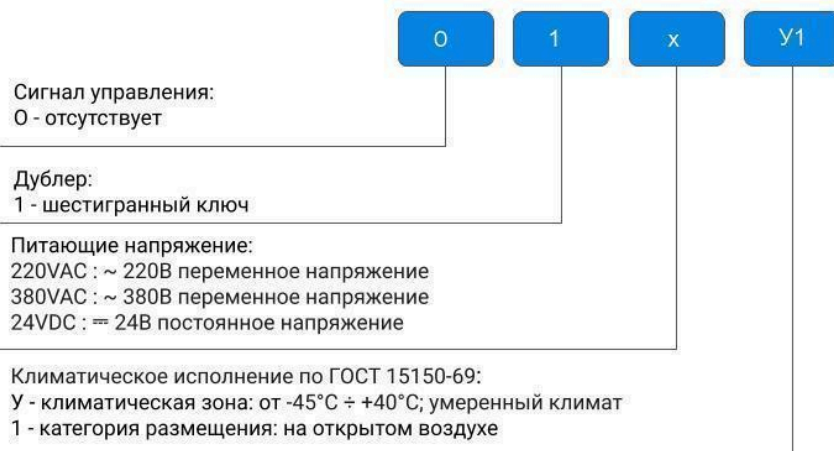 0 1 x У1
Сигнал управления:
О - отсутствует
Дублер:
1 - шестигранный ключ
Питающие напряжение:
220VAC : ~ 220В переменное напряжение
380VAC : ~ 380В переменное напряжение
24VDC : ⎓ 24В постоянное напряжение
Климатическое исполнение по ГОСТ 15150-69:
У - климатическая зона: от -45°C ÷ +40°C; умеренный климат
1 - категория размещения: на открытом воздухе